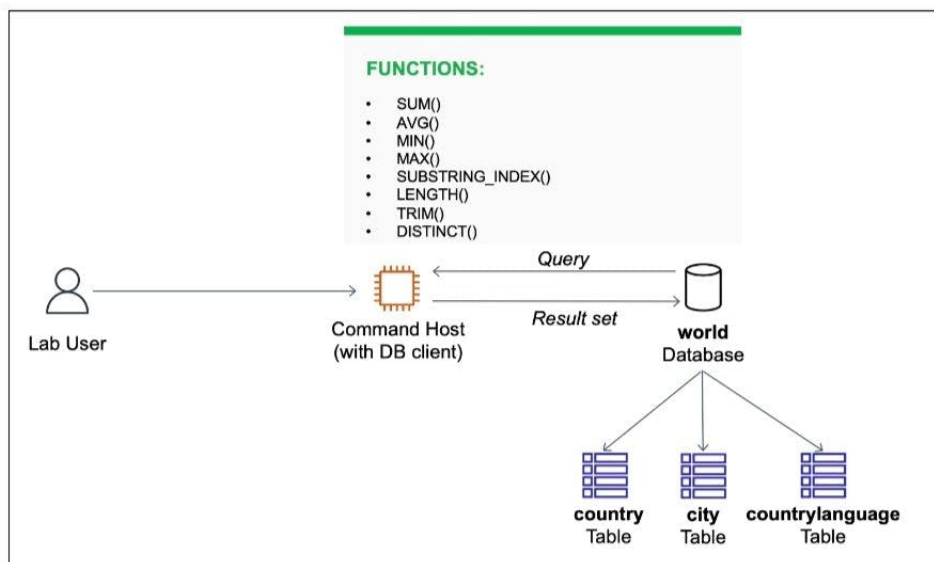 FUNCTIONS:
• SUM()
• AVG()
• MIN()
• MAX()
• SUBSTRING_INDEX()
• LENGTH()
• TRIM()
• DISTINCT()
Query
Lab User
Command Host
(with DB client)
Result set
world
Database
country
Table
city
Table
countrylanguage
Table